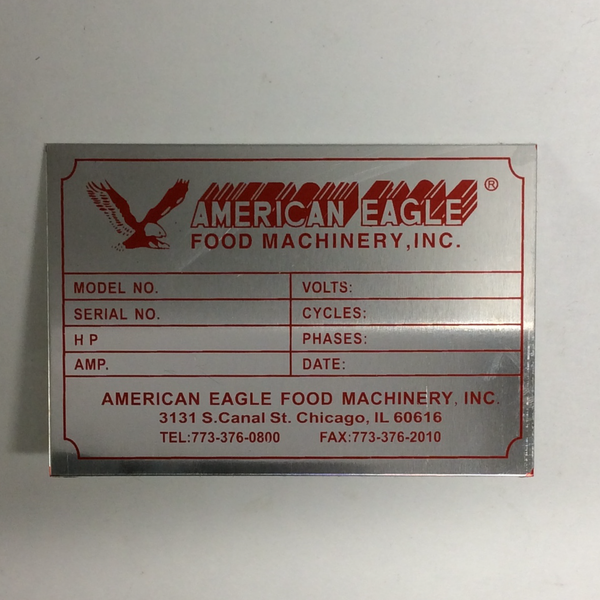 AMERICAN EAGLE ®
FOOD MACHINERY, INC.
MODEL NO. VOLTS:
SERIAL NO. CYCLES:
H P PHASES:
AMP. DATE:
AMERICAN EAGLE FOOD MACHINERY, INC.
3131 S.Canal St. Chicago, IL 60616
TEL:773-376-0800 FAX:773-376-2010